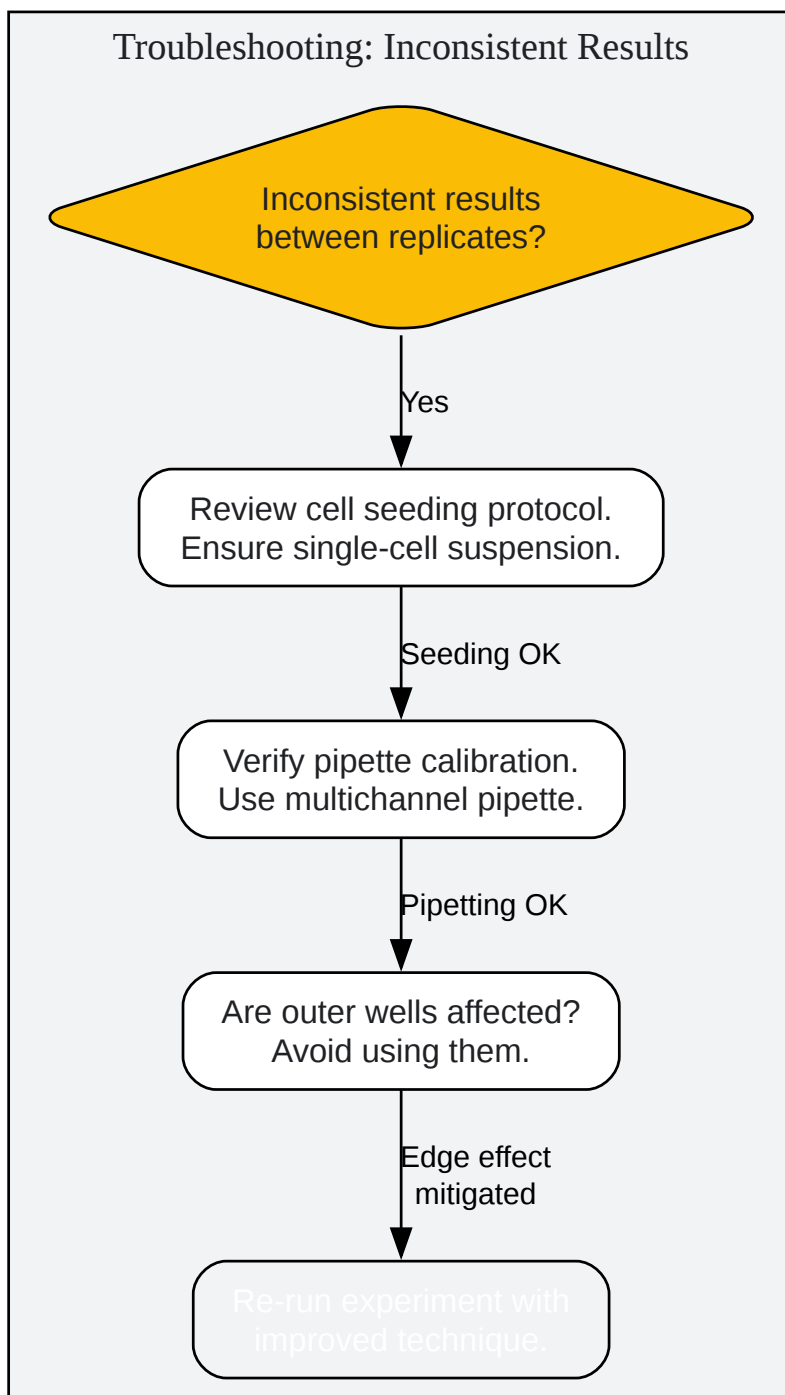 Troubleshooting: Inconsistent Results
Inconsistent results
between replicates?
Yes
Review cell seeding protocol.
Ensure single-cell suspension.
Seeding OK
Verify pipette calibration.
Use multichannel pipette.
Pipetting OK
Are outer wells affected?
Avoid using them.
Edge effect
mitigated
Re-run experiment with
improved technique.